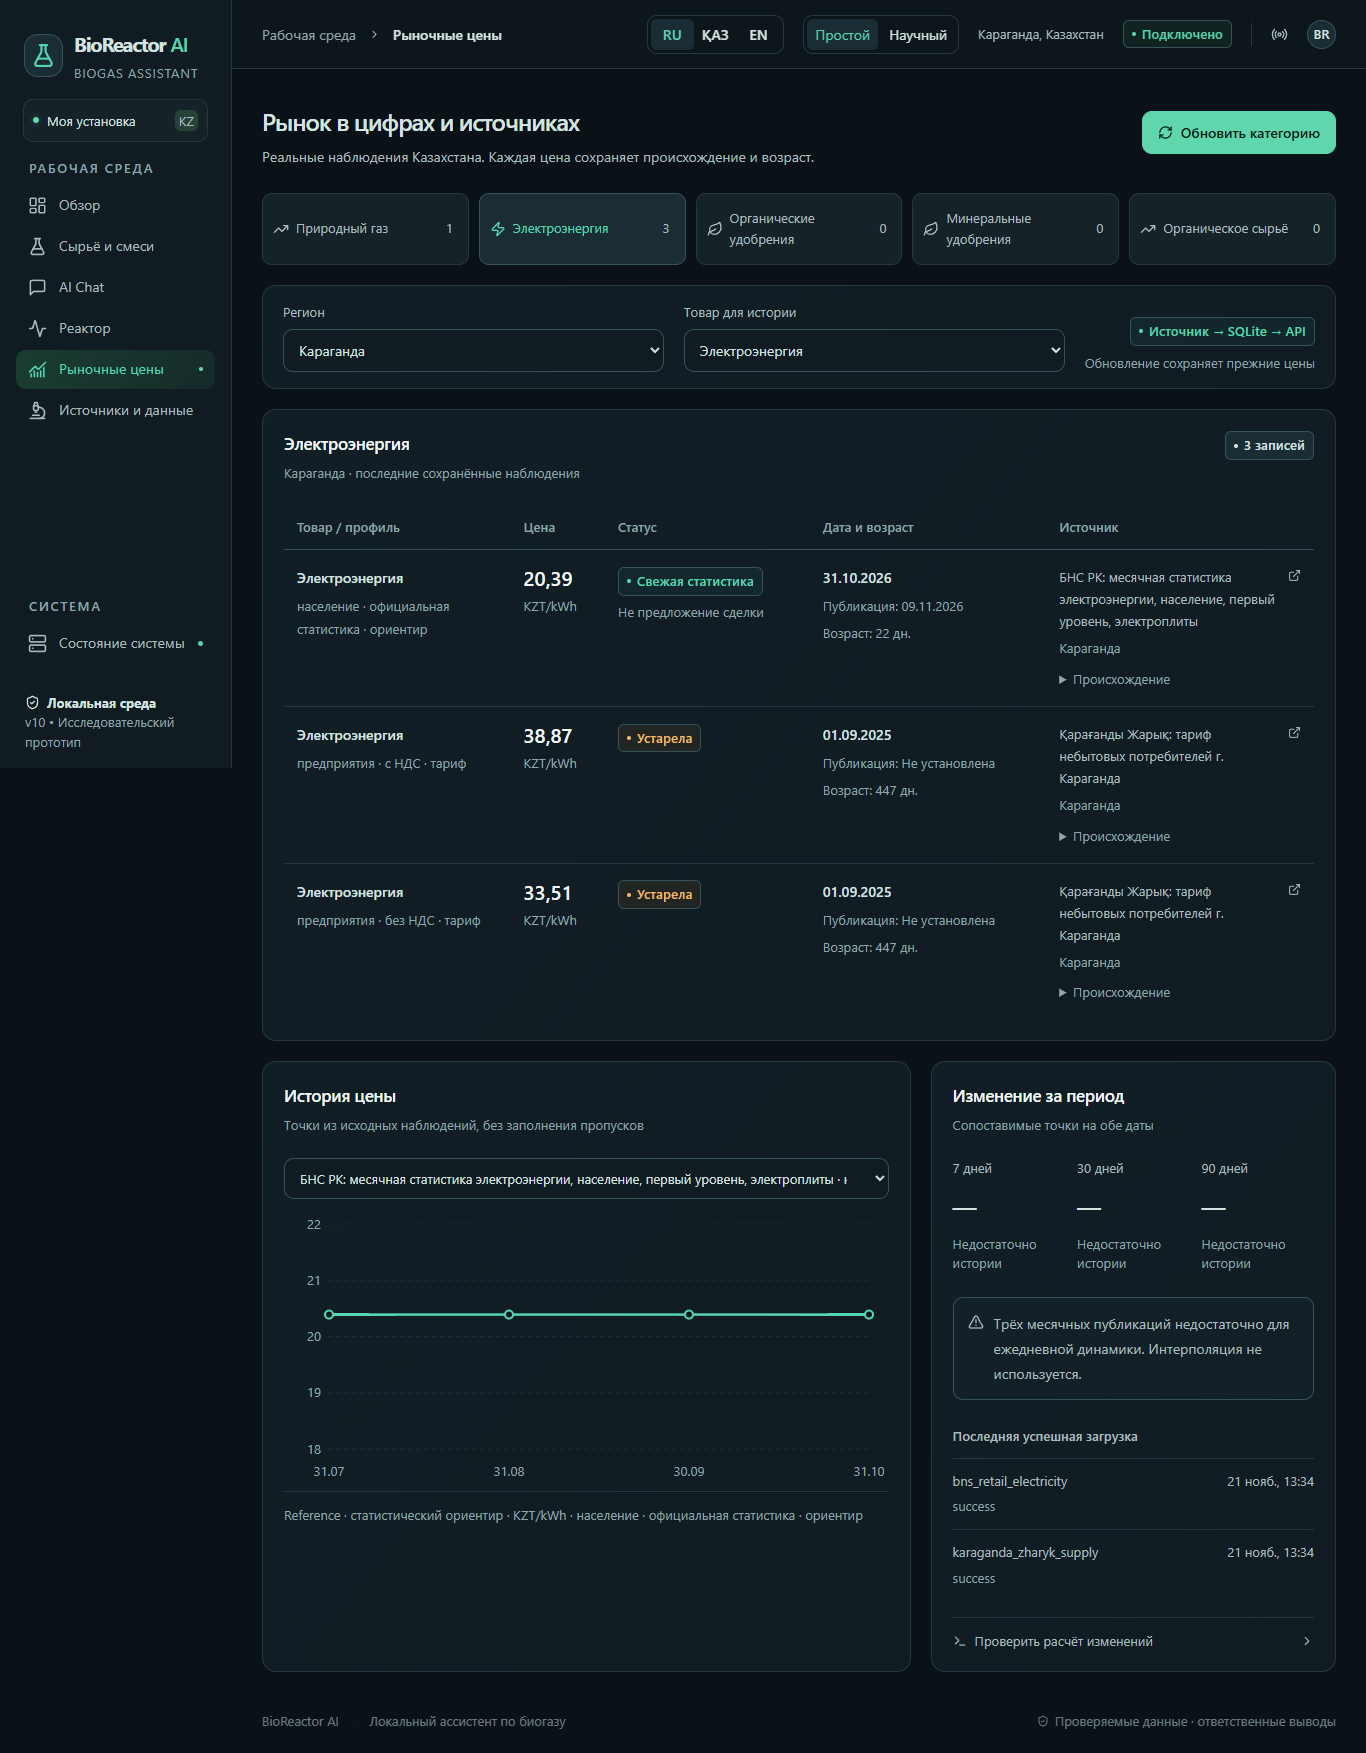 BioReactor AI
BIOGAS ASSISTANT
Моя установка KZ
РАБОЧАЯ СРЕДА
Обзор
Сырьё и смеси
AI Chat
Реактор
Рыночные цены
Источники и данные
СИСТЕМА
Состояние системы
Локальная среда
v10 • Исследовательский
прототип
Рабочая среда > Рыночные цены
RU ҚАЗ EN
Простой Научный
Караганда, Казахстан
• Подключено
BR
Рынок в цифрах и источниках
Реальные наблюдения Казахстана. Каждая цена сохраняет происхождение и возраст.
Обновить категорию
Природный газ 1
Электроэнергия 3
Органические
удобрения 0
Минеральные
удобрения 0
Органическое сырьё 0
Регион
Караганда
Товар для истории
Электроэнергия
• Источник → SQLite → API
Обновление сохраняет прежние цены
Электроэнергия
• 3 записей
Караганда · последние сохранённые наблюдения
Товар / профиль Цена Статус Дата и возраст Источник
Электроэнергия
население · официальная
статистика · ориентир
20,39
KZT/kWh
• Свежая статистика
Не предложение сделки
31.10.2026
Публикация: 09.11.2026
Возраст: 22 дн.
БНС РК: месячная статистика
электроэнергии, население, первый
уровень, электроплиты
Караганда
Происхождение
Электроэнергия
предприятия · с НДС · тариф
38,87
KZT/kWh
• Устарела
01.09.2025
Публикация: Не установлена
Возраст: 447 дн.
Қарағанды Жарық: тариф
небытовых потребителей г.
Караганда
Караганда
Происхождение
Электроэнергия
предприятия · без НДС · тариф
33,51
KZT/kWh
• Устарела
01.09.2025
Публикация: Не установлена
Возраст: 447 дн.
Қарағанды Жарық: тариф
небытовых потребителей г.
Караганда
Караганда
Происхождение
История цены
Точки из исходных наблюдений, без заполнения пропусков
БНС РК: месячная статистика электроэнергии, население, первый уровень, электроплиты ·
22
21
20
19
18
31.07 31.08 30.09 31.10
Reference · статистический ориентир · KZT/kWh · население · официальная статистика · ориентир
Изменение за период
Сопоставимые точки на обе даты
7 дней 30 дней 90 дней
— — —
Недостаточно
истории
Недостаточно
истории
Недостаточно
истории
Трёх месячных публикаций недостаточно для
ежедневной динамики. Интерполяция не
используется.
Последняя успешная загрузка
bns_retail_electricity 21 нояб., 13:34
success
karaganda_zharyk_supply 21 нояб., 13:34
success
Проверить расчёт изменений
BioReactor AI
Локальный ассистент по биогазу
Проверяемые данные · ответственные выводы